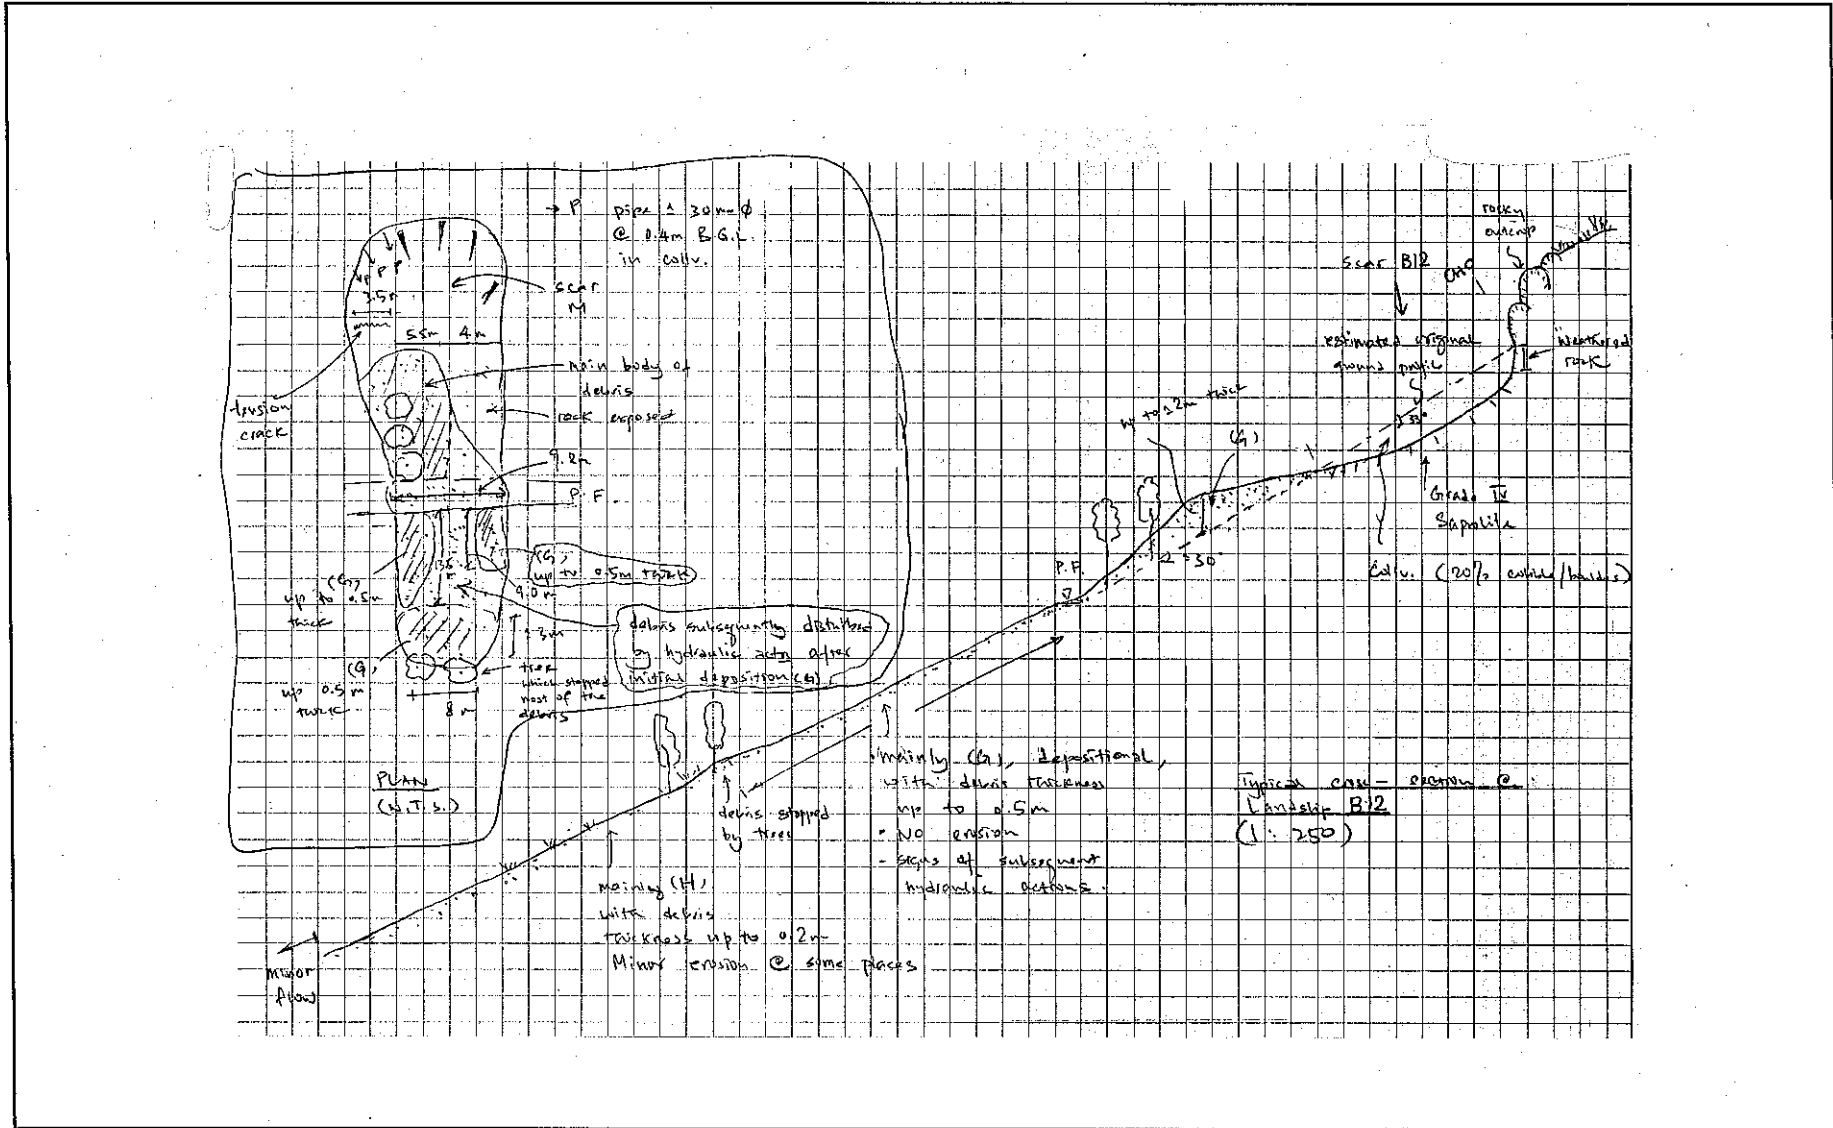 → P pipe ± 30mm Ø
@ 0.4m B.G.L.
in colv.
P P P
3.5m
scar
M
5.5m 4m
main body of
debris
rock exposed
tension
crack
9.2m
P.F.
(G),
up to 0.5m thick
(G),
up to 0.5m
thick
9.0m
3m
debris subsequently disturbed
by hydraulic action after
initial deposition (G).
(G),
up 0.5m
thick
trees
which stopped
most of the
debris
8m
PLAN
(N.T.S.)
rocky
outcrop
Scar B12
estimated original
ground profile
Weathered
rock
up to ±2m thick
(G)
Grade IV
Saprolite
Colv. (20% cobble/boulders)
30°
P.F.
mainly (G), depositional,
with debris thickness
up to 0.5m
- No erosion
- signs of subsequent
hydraulic actions.
debris stopped
by trees
mainly (H),
with debris
thickness up to 0.2m
Minor erosion @ some places
minor
flow
Typical cross-section @
Landslip B12
(1:250)